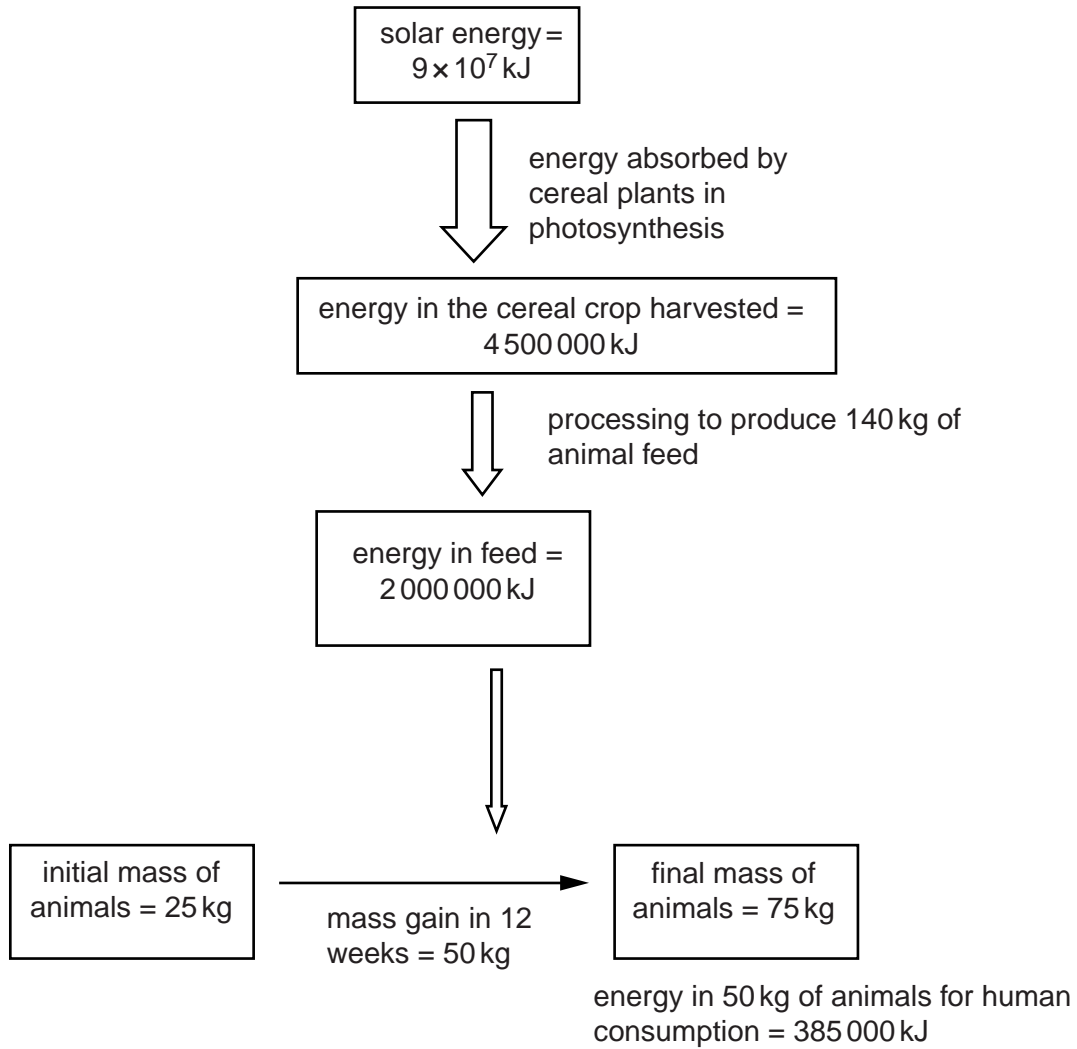 solar energy =
9 × 10⁷ kJ
energy absorbed by
cereal plants in
photosynthesis
energy in the cereal crop harvested =
4 500 000 kJ
processing to produce 140 kg of
animal feed
energy in feed =
2 000 000 kJ
initial mass of
animals = 25 kg
mass gain in 12
weeks = 50 kg
final mass of
animals = 75 kg
energy in 50 kg of animals for human
consumption = 385 000 kJ